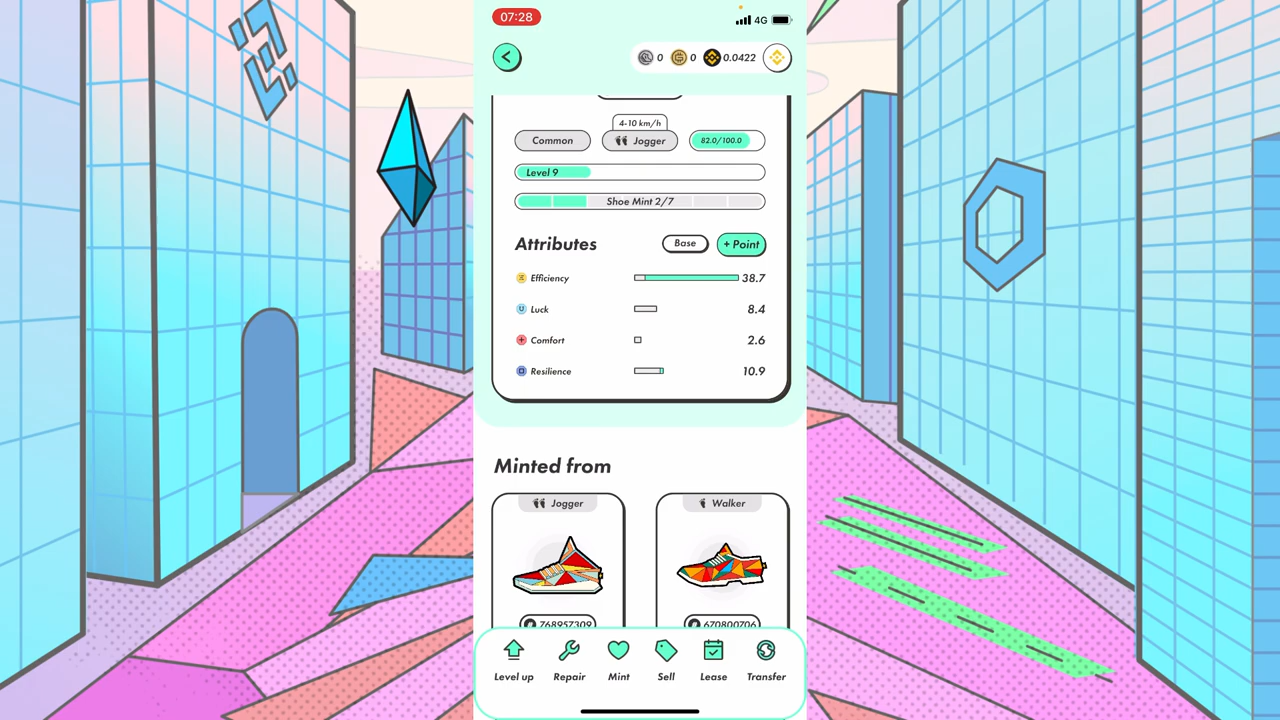 07:28
4G
0 0 0.0422
4-10 km/h
Common Jogger 82.0/100.0
Level 9
Shoe Mint 2/7
Attributes Base + Point
Efficiency 38.7
Luck 8.4
Comfort 2.6
Resilience 10.9
Minted from
Jogger Walker
768957309 670800706
Level up Repair Mint Sell Lease Transfer